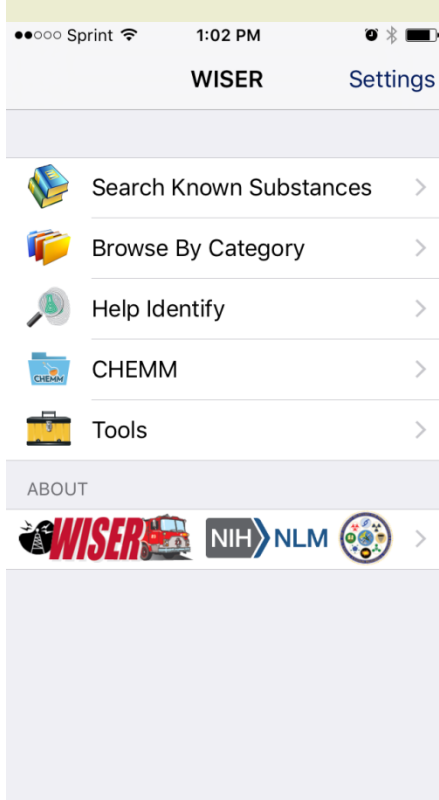 Sprint 1:02 PM
WISER Settings
Search Known Substances
Browse By Category
Help Identify
CHEMM
CHEMM
Tools
ABOUT
WISER NIH NLM